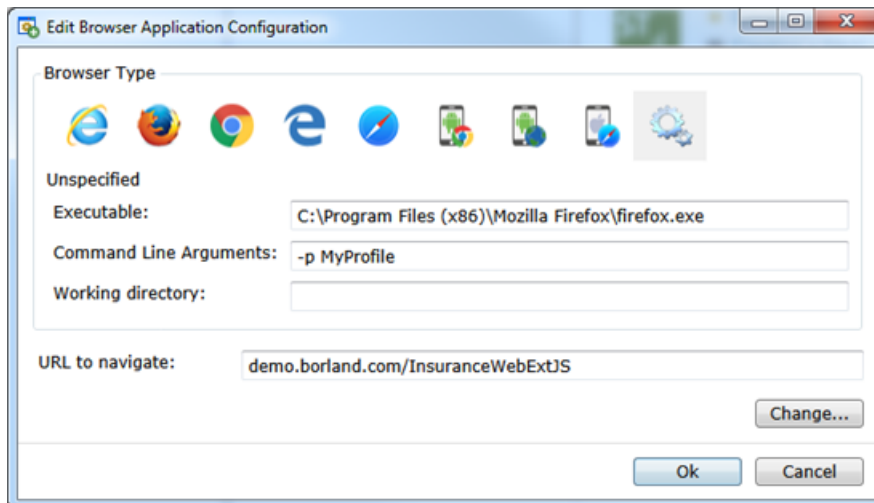 Edit Browser Application Configuration
Browser Type
Unspecified
Executable: C:\Program Files (x86)\Mozilla Firefox\firefox.exe
Command Line Arguments: -p MyProfile
Working directory:
URL to navigate: demo.borland.com/InsuranceWebExtJS
Change...
Ok Cancel